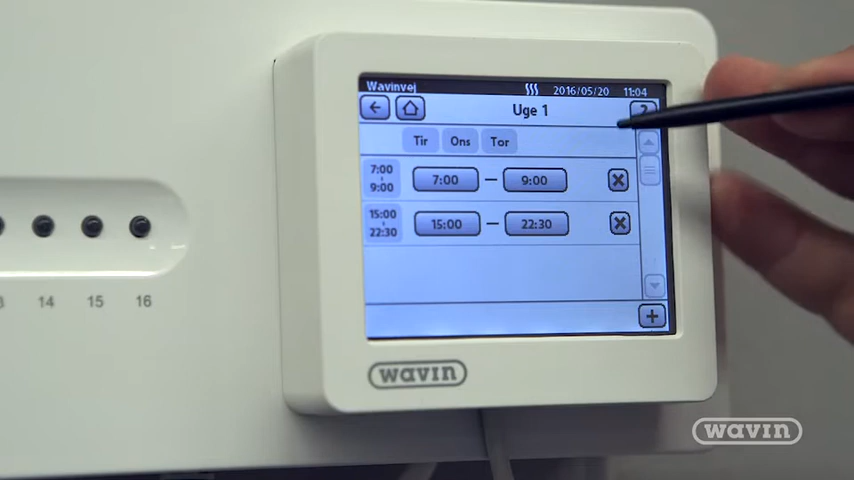 Wavinvej 2016/05/20 11:04
Uge 1 ?
Tir Ons Tor
7:00
9:00
7:00 — 9:00
15:00
22:30
15:00 — 22:30
wavin
14 15 16
wavin